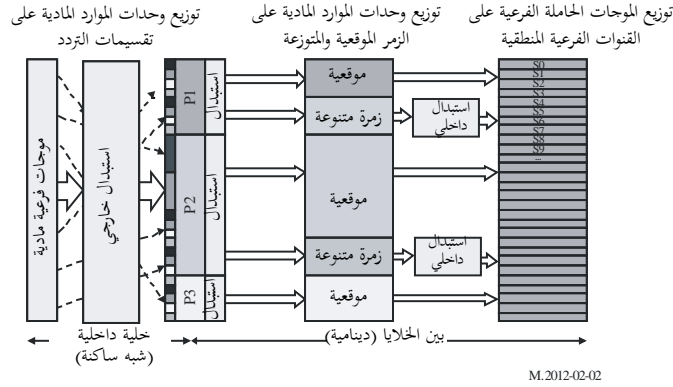 توزيع الموجات الحاملة الفرعية على
القنوات الفرعية المنطقية
توزيع وحدات الموارد المادية على
الزمر الموقعية والمتوزعة
توزيع وحدات الموارد المادية على
تقسيمات التردد
موجات فرعية مادية
استبدال خارجي
P1
استبدال
P2
استبدال
P3
استبدال
موقعية
زمرة متنوعة
موقعية
زمرة متنوعة
موقعية
استبدال
داخلي
استبدال
داخلي
S0
S1
S2
S3
S4
S5
S6
S7
S8
S9
...
خلية داخلية
(شبه ساكنة)
بين الخلايا (دينامية)
M.2012-02-02